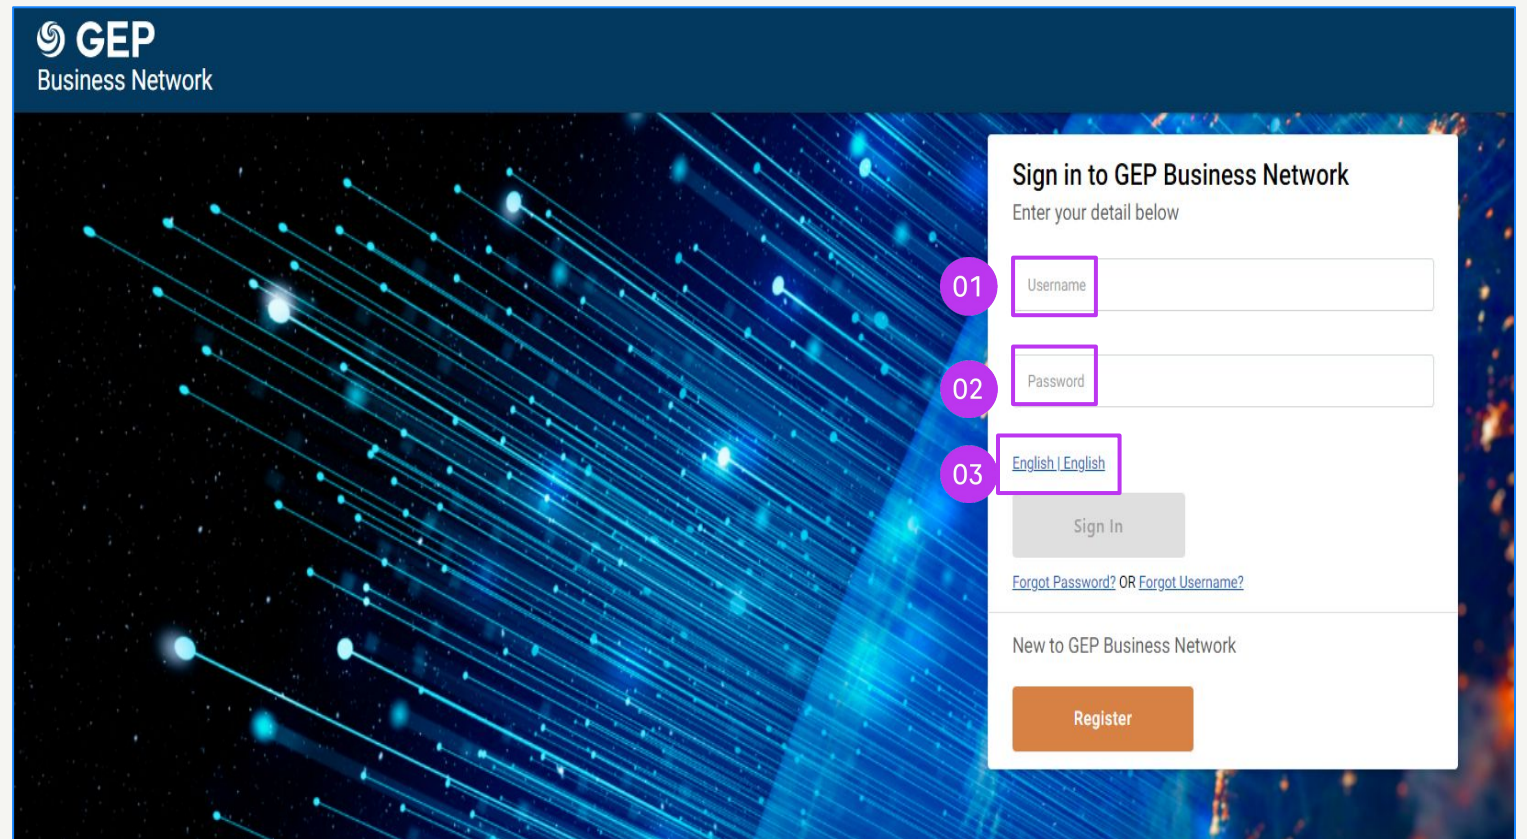 GEP
Business Network
Sign in to GEP Business Network
Enter your detail below
01
Username
02
Password
03
English | English
Sign In
Forgot Password? OR Forgot Username?
New to GEP Business Network
Register